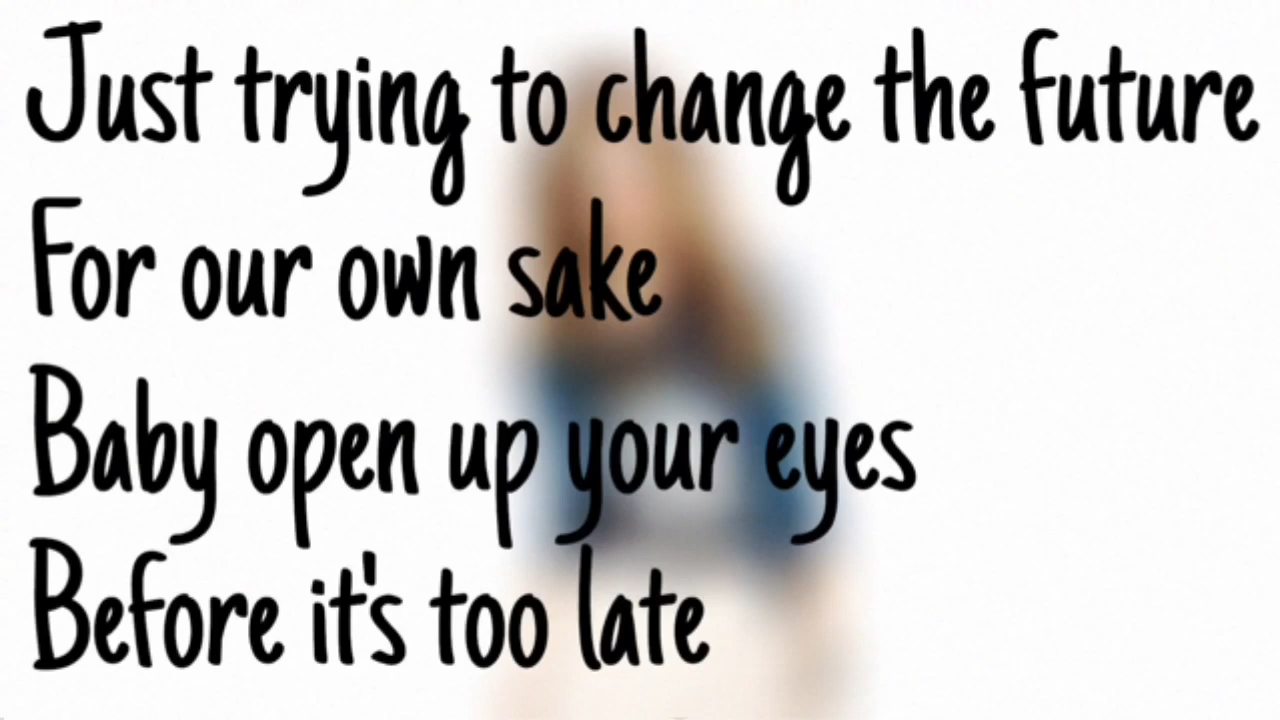 Just trying to change the future
For our own sake
Baby open up your eyes
Before it's too late